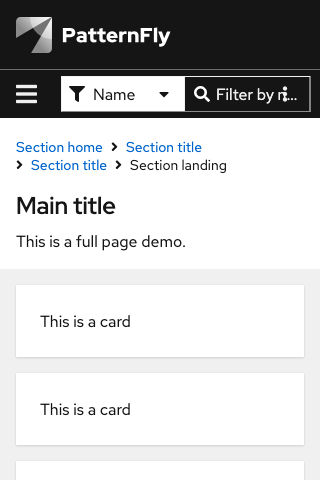 PatternFly
Name
Filter by n...
Section home
Section title
Section title
Section landing
Main title
This is a full page demo.
This is a card
This is a card